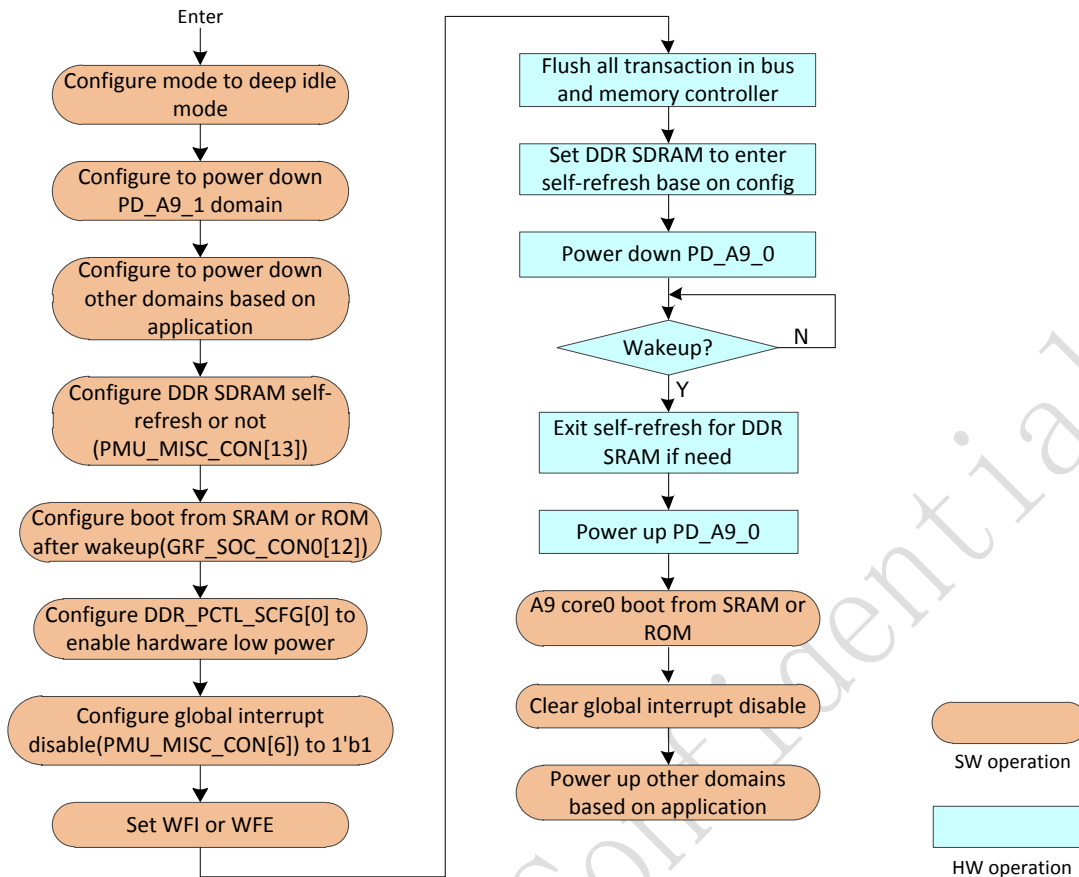 Enter
Configure mode to deep idle
mode
Configure to power down
PD_A9_1 domain
Configure to power down
other domains based on
application
Configure DDR SDRAM self-
refresh or not
(PMU_MISC_CON[13])
Configure boot from SRAM or ROM
after wakeup(GRF_SOC_CON0[12])
Configure DDR_PCTL_SCFG[0] to
enable hardware low power
Configure global interrupt
disable(PMU_MISC_CON[6]) to 1'b1
Set WFI or WFE
Flush all transaction in bus
and memory controller
Set DDR SDRAM to enter
self-refresh base on config
Power down PD_A9_0
Wakeup?
N
Y
Exit self-refresh for DDR
SRAM if need
Power up PD_A9_0
A9 core0 boot from SRAM or
ROM
Clear global interrupt disable
Power up other domains
based on application
SW operation
HW operation
Confidential